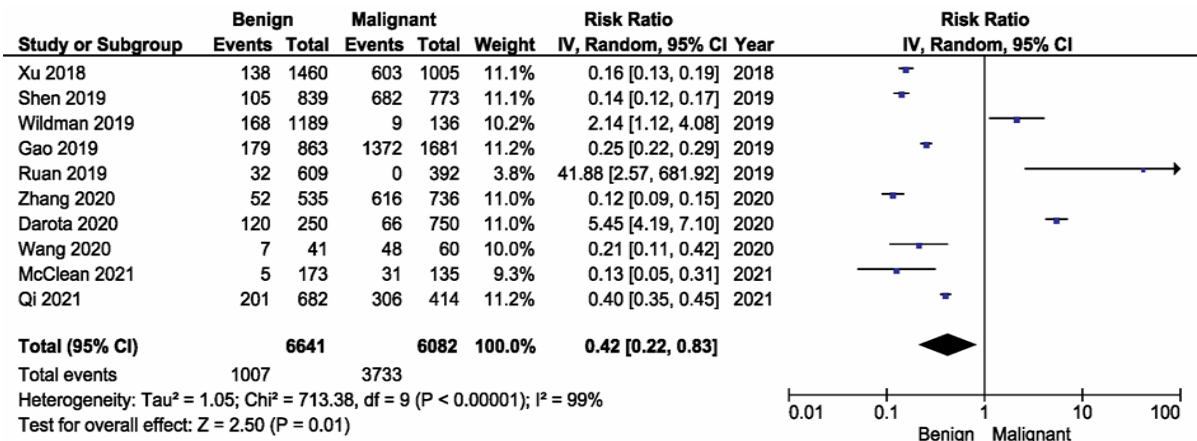 Benign Malignant Risk Ratio Risk Ratio
Study or Subgroup Events Total Events Total Weight IV, Random, 95% CI Year IV, Random, 95% CI
Xu 2018 138 1460 603 1005 11.1% 0.16 [0.13, 0.19] 2018
Shen 2019 105 839 682 773 11.1% 0.14 [0.12, 0.17] 2019
Wildman 2019 168 1189 9 136 10.2% 2.14 [1.12, 4.08] 2019
Gao 2019 179 863 1372 1681 11.2% 0.25 [0.22, 0.29] 2019
Ruan 2019 32 609 0 392 3.8% 41.88 [2.57, 681.92] 2019
Zhang 2020 52 535 616 736 11.0% 0.12 [0.09, 0.15] 2020
Darota 2020 120 250 66 750 11.0% 5.45 [4.19, 7.10] 2020
Wang 2020 7 41 48 60 10.0% 0.21 [0.11, 0.42] 2020
McClean 2021 5 173 31 135 9.3% 0.13 [0.05, 0.31] 2021
Qi 2021 201 682 306 414 11.2% 0.40 [0.35, 0.45] 2021
Total (95% CI) 6641 6082 100.0% 0.42 [0.22, 0.83]
Total events 1007 3733
Heterogeneity: Tau² = 1.05; Chi² = 713.38, df = 9 (P < 0.00001); I² = 99%
Test for overall effect: Z = 2.50 (P = 0.01)
0.01 0.1 1 10 100
Benign Malignant